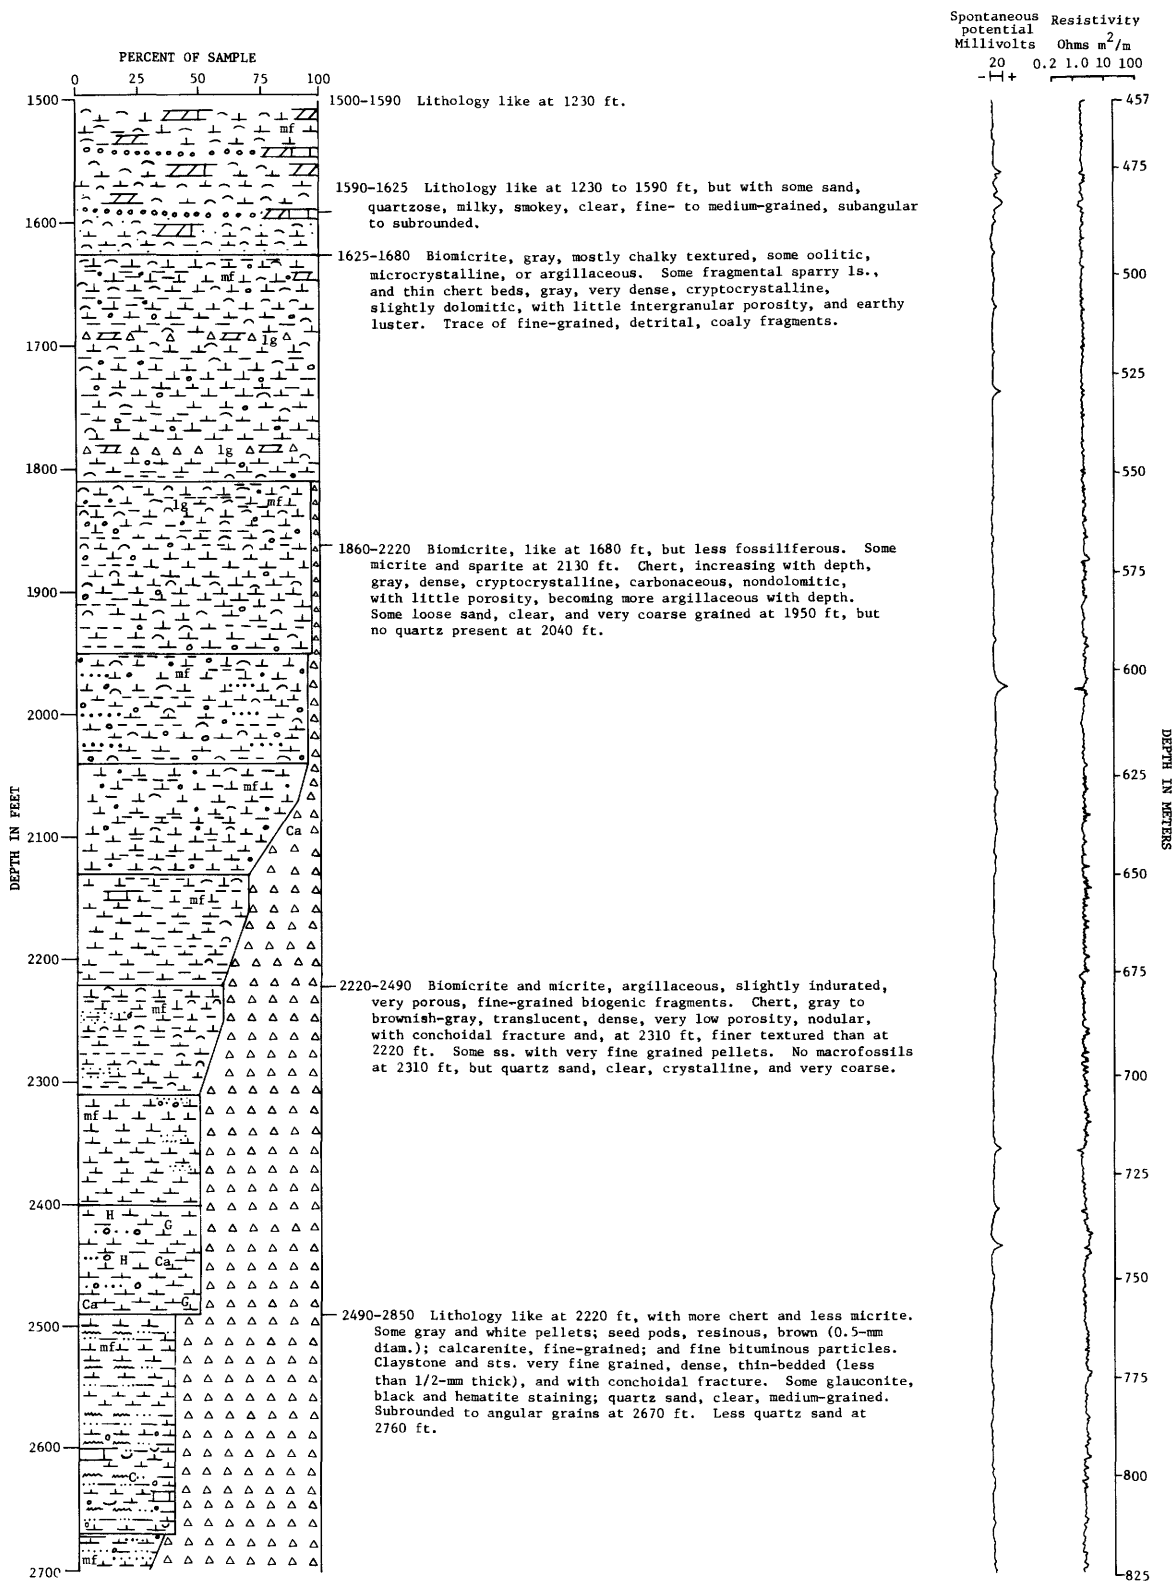 Spontaneous Resistivity
potential
Millivolts Ohms m2/m
20 0.2 1.0 10 100
- +
PERCENT OF SAMPLE
0 25 50 75 100
1500 1500-1590 Lithology like at 1230 ft. 457
mf
475
1590-1625 Lithology like at 1230 to 1590 ft, but with some sand,
quartzose, milky, smokey, clear, fine- to medium-grained, subangular
1600 to subrounded.
1625-1680 Biomicrite, gray, mostly chalky textured, some oolitic,
mf microcrystalline, or argillaceous. Some fragmental sparry ls., 500
and thin chert beds, gray, very dense, cryptocrystalline,
slightly dolomitic, with little intergranular porosity, and earthy
luster. Trace of fine-grained, detrital, coaly fragments.
lg
1700
525
lg
1800 550
lg mf
1860-2220 Biomicrite, like at 1680 ft, but less fossiliferous. Some
micrite and sparite at 2130 ft. Chert, increasing with depth,
gray, dense, cryptocrystalline, carbonaceous, nondolomitic, 575
1900 with little porosity, becoming more argillaceous with depth.
Some loose sand, clear, and very coarse grained at 1950 ft, but
no quartz present at 2040 ft.
mf 600
2000
DEPTH IN METERS
625
mf
DEPTH IN FEET
Ca
2100
650
mf
2200 675
2220-2490 Biomicrite and micrite, argillaceous, slightly indurated,
very porous, fine-grained biogenic fragments. Chert, gray to
mf brownish-gray, translucent, dense, very low porosity, nodular,
with conchoidal fracture and, at 2310 ft, finer textured than at
2220 ft. Some ss. with very fine grained pellets. No macrofossils
at 2310 ft, but quartz sand, clear, crystalline, and very coarse.
2300 700
mf
725
2400
H G
H Ca
750
Ca G
2490-2850 Lithology like at 2220 ft, with more chert and less micrite.
2500 Some gray and white pellets; seed pods, resinous, brown (0.5-mm
mf diam.); calcarenite, fine-grained; and fine bituminous particles.
Claystone and sts. very fine grained, dense, thin-bedded (less
than 1/2-mm thick), and with conchoidal fracture. Some glauconite, 775
black and hematite staining; quartz sand, clear, medium-grained.
Subrounded to angular grains at 2670 ft. Less quartz sand at
2760 ft.
2600
C 800
mf
2700 825